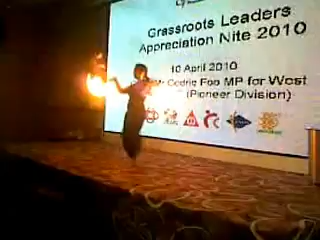 Grassroots Leaders
Appreciation Nite 2010
10 April 2010
Cedric Foo MP for West
(Pioneer Division)